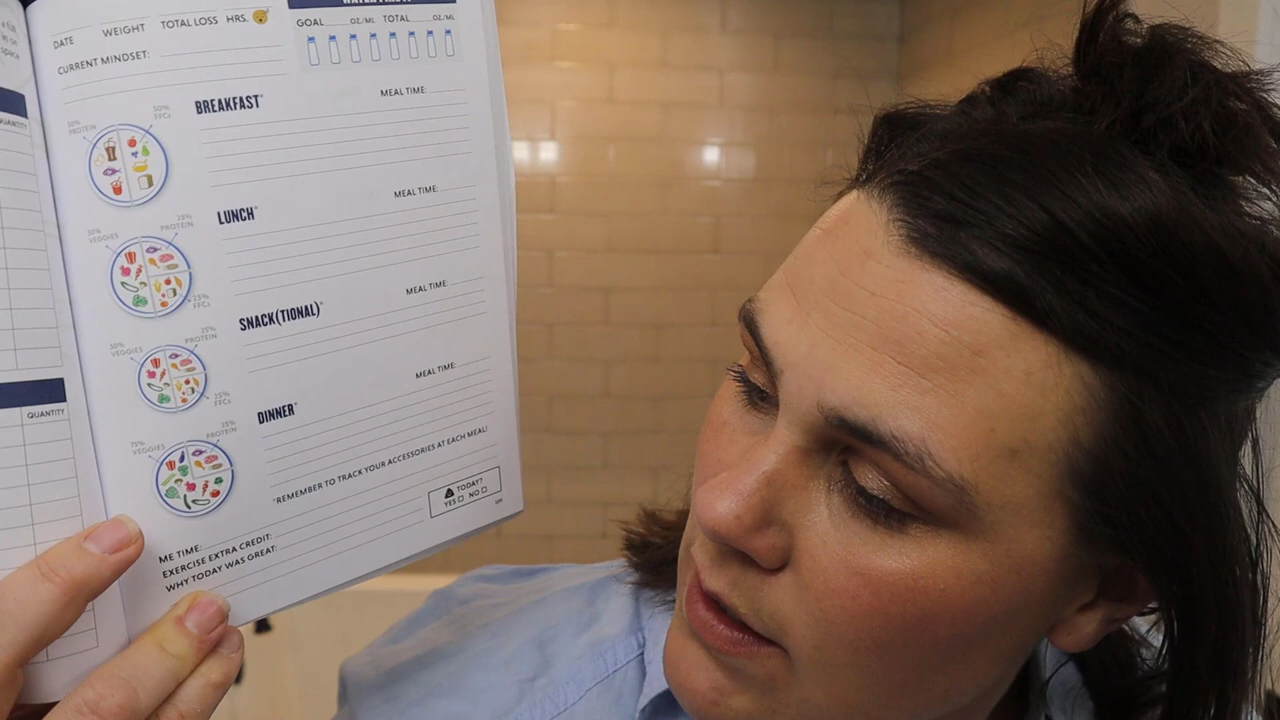 DATE WEIGHT TOTAL LOSS HRS.
GOAL OZ/ML TOTAL OZ/ML
CURRENT MINDSET:
QUANTITY
BREAKFAST*
MEAL TIME:
50% PROTEIN
50% FFCs
LUNCH*
MEAL TIME:
50% VEGGIES
25% PROTEIN
25% FFCs
SNACK(TIONAL)*
MEAL TIME:
50% VEGGIES
25% PROTEIN
25% FFCs
DINNER*
MEAL TIME:
75% VEGGIES
25% PROTEIN
QUANTITY
*REMEMBER TO TRACK YOUR ACCESSORIES AT EACH MEAL!
TODAY?
YES NO
ME TIME:
EXERCISE EXTRA CREDIT:
WHY TODAY WAS GREAT: